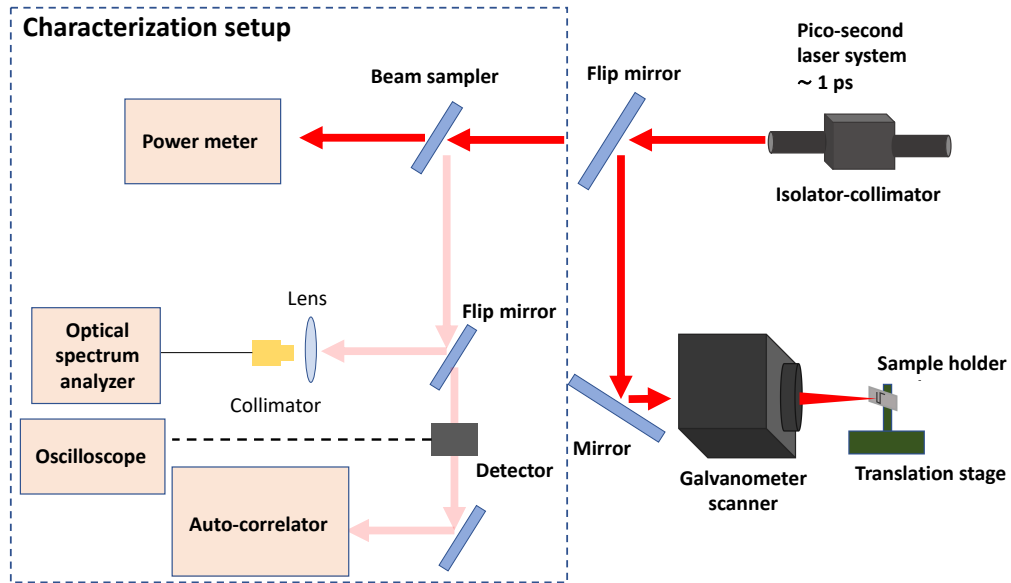 Characterization setup
Pico-second
laser system
~ 1 ps
Flip mirror
Beam sampler
Power meter
Isolator-collimator
Lens
Flip mirror
Optical
spectrum
analyzer
Sample holder
Collimator
Mirror
Oscilloscope
Detector
Galvanometer
scanner
Translation stage
Auto-correlator